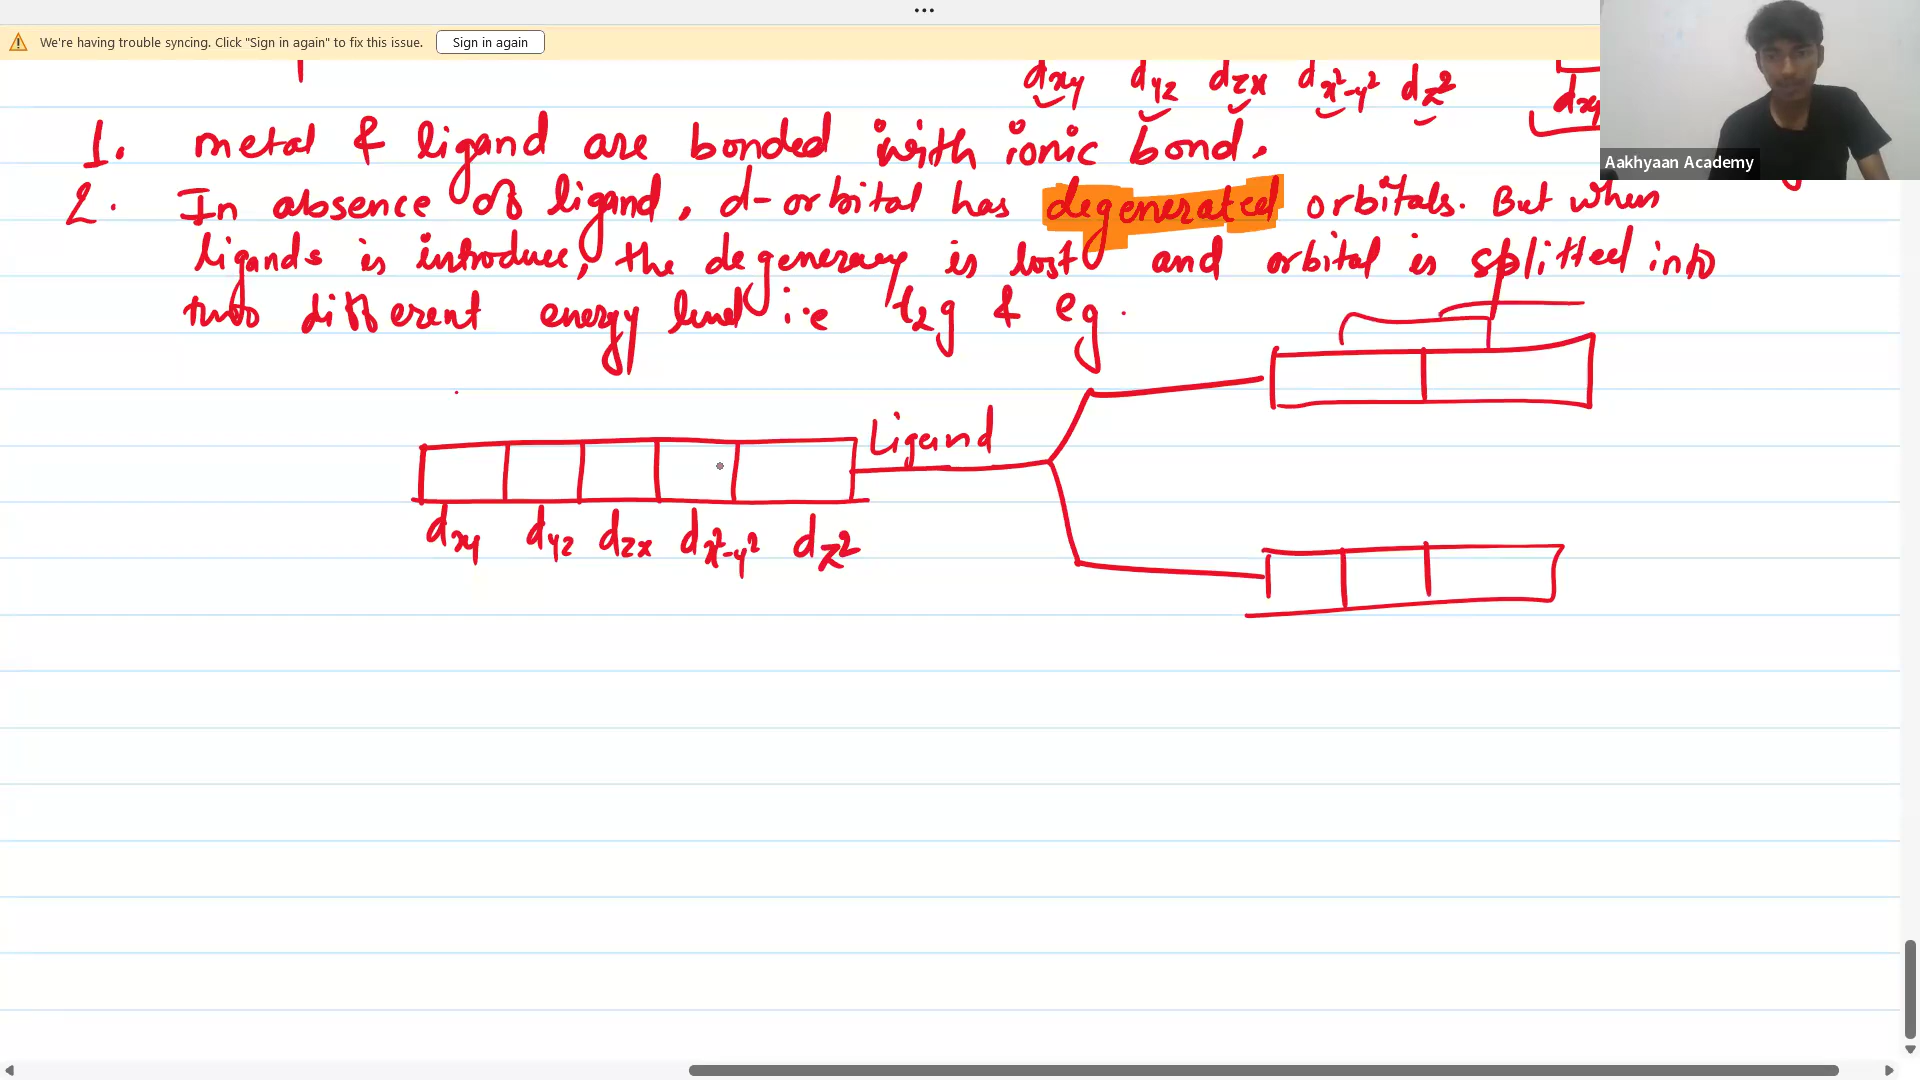 ...
We're having trouble syncing. Click "Sign in again" to fix this issue. Sign in again
dxy dyz dzx dx²-y² dz² dxy
Aakhyaan Academy
1. metal & ligand are bonded with ionic bond.
2. In absence of ligand, d-orbital has degenerated orbitals. But when
ligands is introduce, the degeneracy is lost and orbital is splitted into
two different energy level i.e t2g & eg.
Ligand
dxy dyz dzx dx²-y² dz²